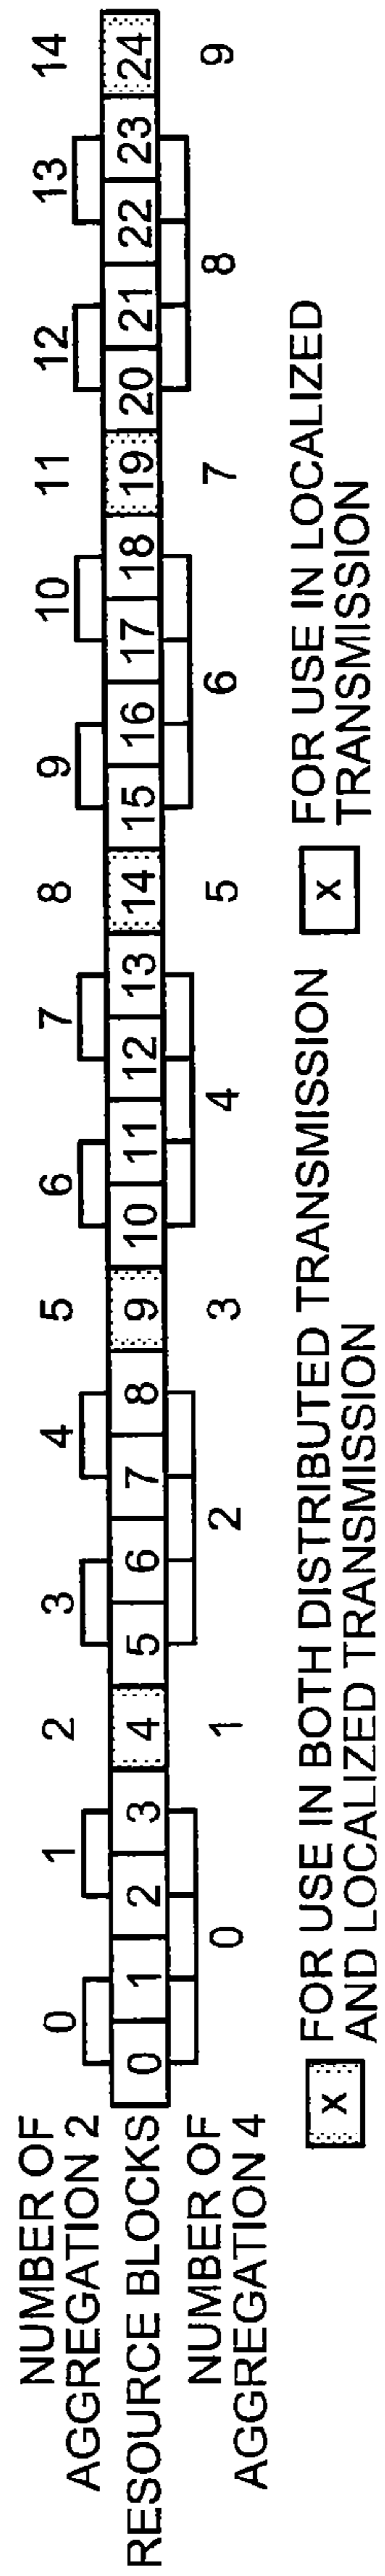 NUMBER OF
AGGREGATION 2
0 1 2 3 4 5 6 7 8 9 10 11 12 13 14
RESOURCE BLOCKS
0 1 2 3 4 5 6 7 8 9 10 11 12 13 14 15 16 17 18 19 20 21 22 23 24
NUMBER OF
AGGREGATION 4
0 1 2 3 4 5 6 7 8 9
X FOR USE IN BOTH DISTRIBUTED TRANSMISSION
AND LOCALIZED TRANSMISSION
X FOR USE IN LOCALIZED
TRANSMISSION